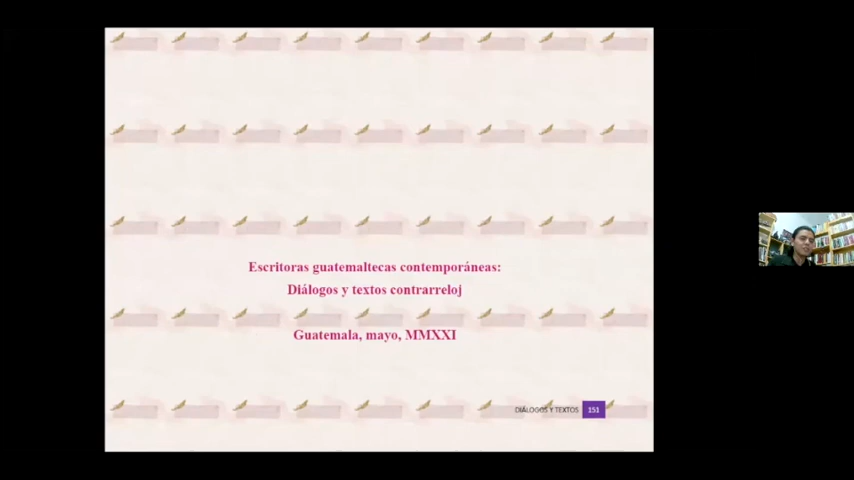 Escritoras guatemaltecas contemporáneas:
Diálogos y textos contrarreloj
Guatemala, mayo, MMXXI
DIÁLOGOS Y TEXTOS 151